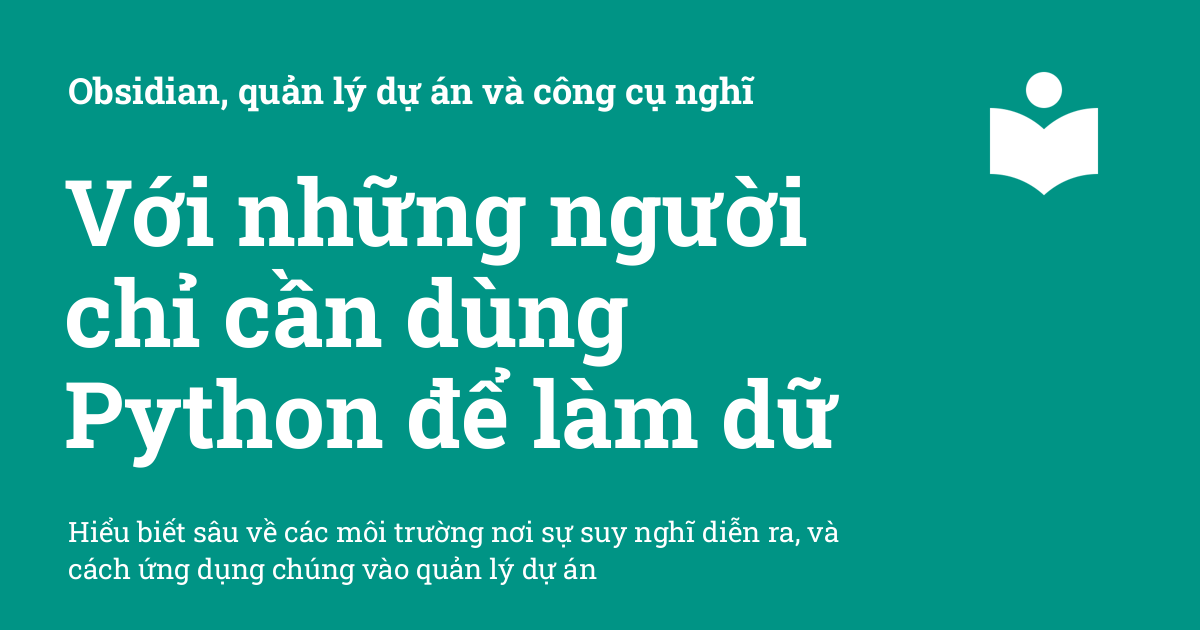 Obsidian, quản lý dự án và công cụ nghĩ
Với những người
chỉ cần dùng
Python để làm dữ
Hiểu biết sâu về các môi trường nơi sự suy nghĩ diễn ra, và
cách ứng dụng chúng vào quản lý dự án